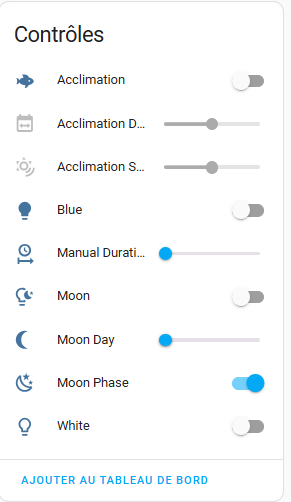 Contrôles
Acclimation
Acclimation D...
Acclimation S...
Blue
Manual Durati...
Moon
Moon Day
Moon Phase
White
AJOUTER AU TABLEAU DE BORD